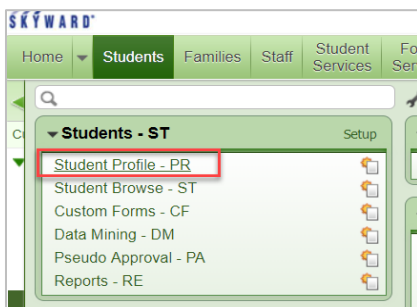 SKYWARD
Home Students Families Staff Student Services Fo
Ser
Students - ST Setup
Student Profile - PR
Student Browse - ST
Custom Forms - CF
Data Mining - DM
Pseudo Approval - PA
Reports - RE